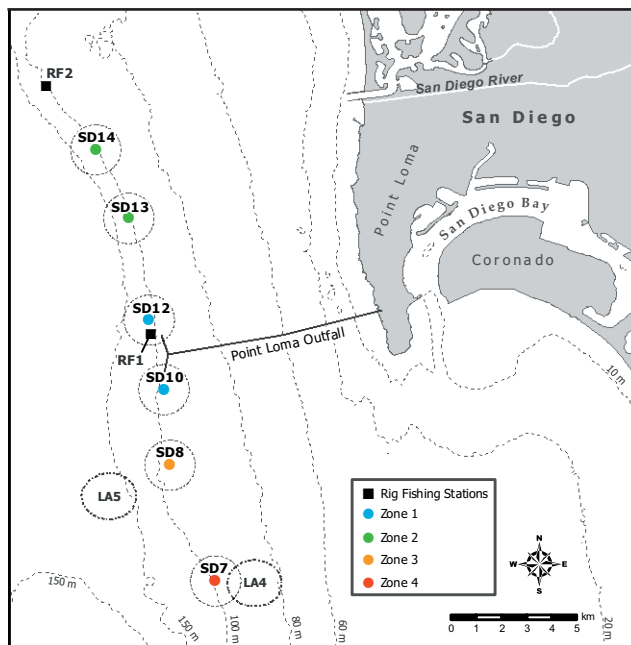 RF2
San Diego River
San Diego
SD14
Point Loma
SD13
San Diego Bay
Coronado
SD12
RF1
Point Loma Outfall
SD10
10 m
SD8
LA5
Rig Fishing Stations
Zone 1
Zone 2
Zone 3
Zone 4
N
W E
S
SD7
LA4
150 m
150 m
100 m
80 m
60 m
20 m
km
0 1 2 3 4 5